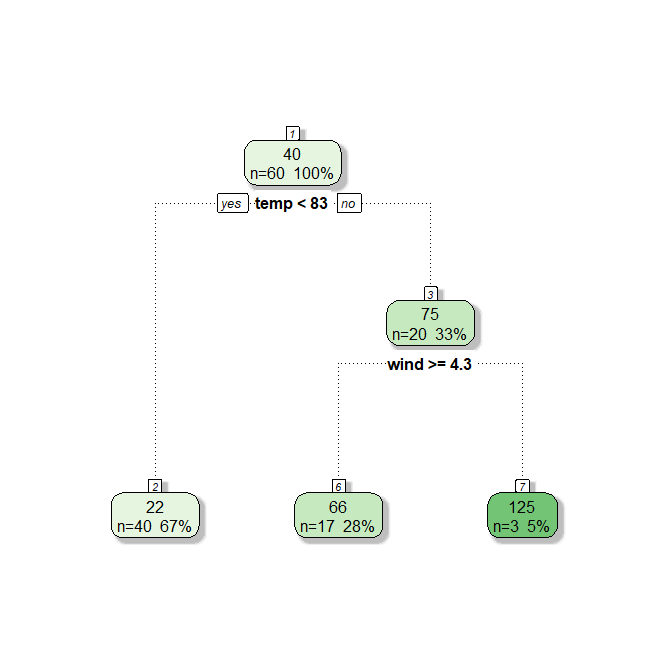 1
40
n=60 100%
yes temp < 83 no
3
75
n=20 33%
wind >= 4.3
2
22
n=40 67%
6
66
n=17 28%
7
125
n=3 5%